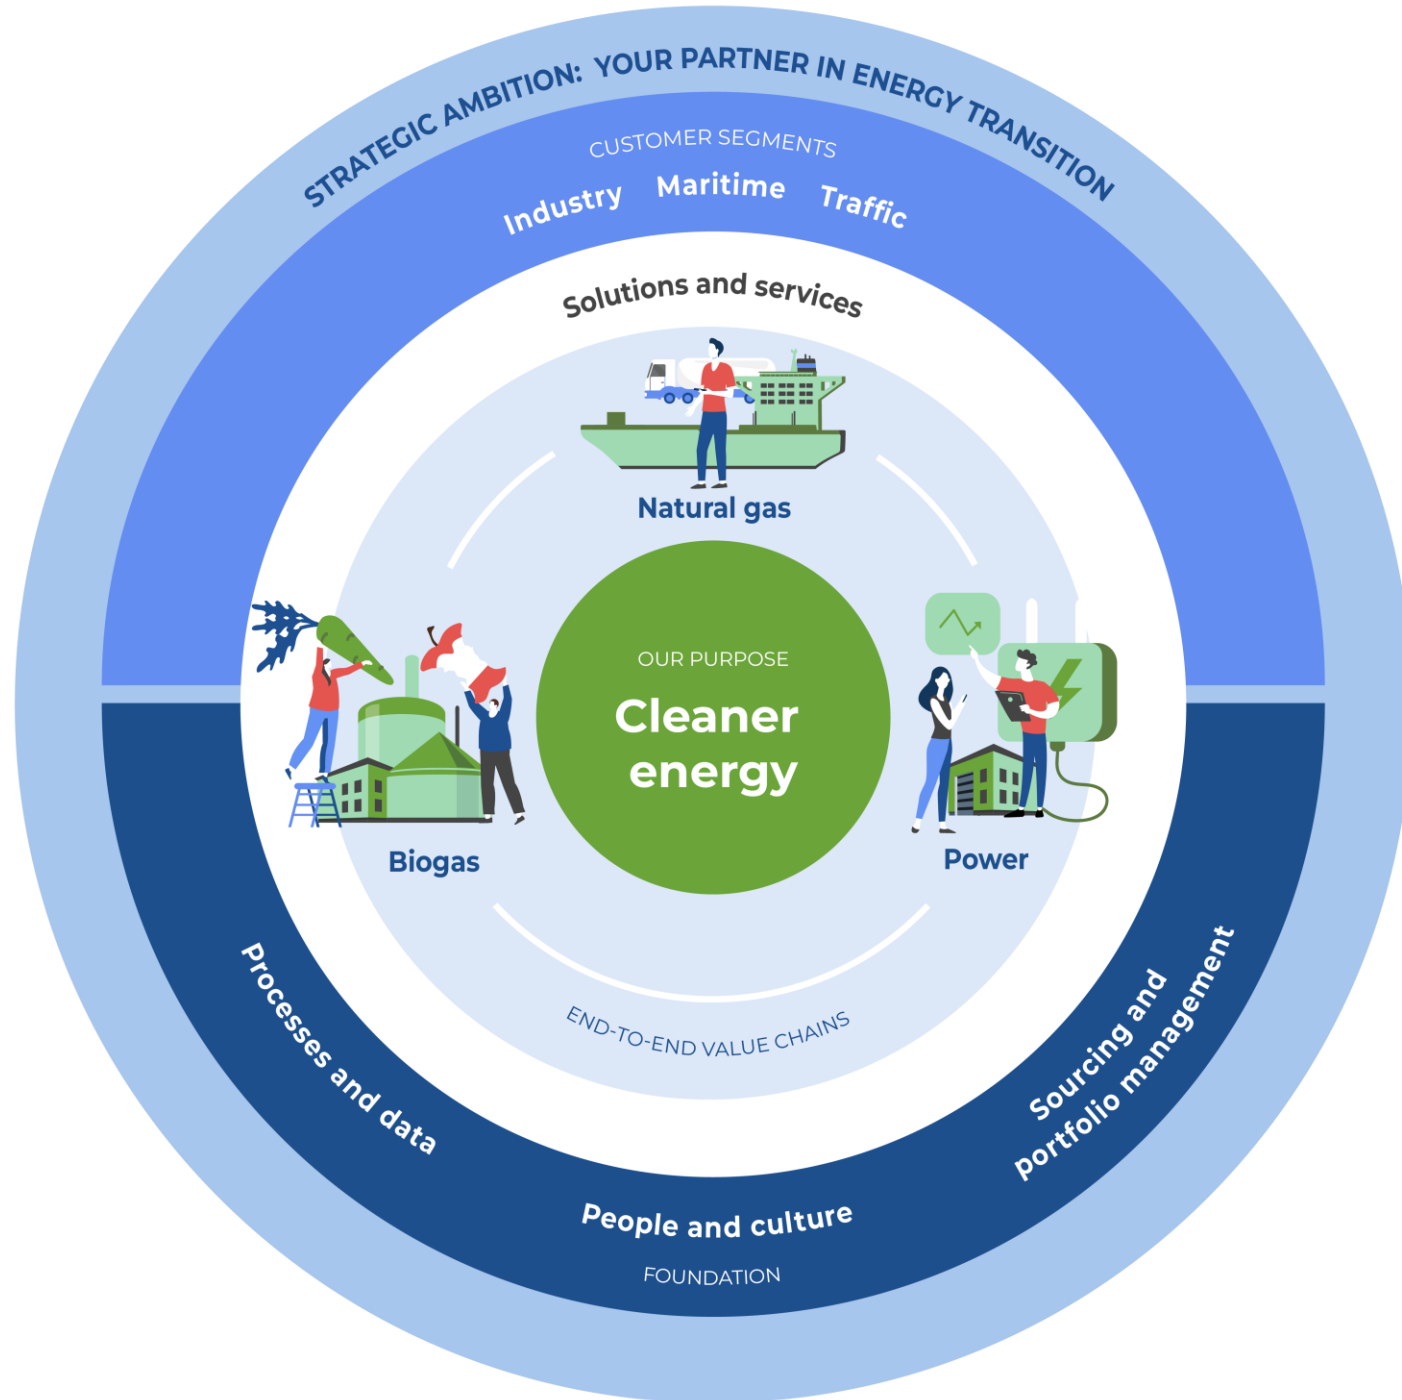 STRATEGIC AMBITION: YOUR PARTNER IN ENERGY TRANSITION
CUSTOMER SEGMENTS
Industry Maritime Traffic
Solutions and services
Natural gas
OUR PURPOSE
Cleaner
energy
Biogas
Power
END-TO-END VALUE CHAINS
Processes and data
Sourcing and
portfolio management
People and culture
FOUNDATION